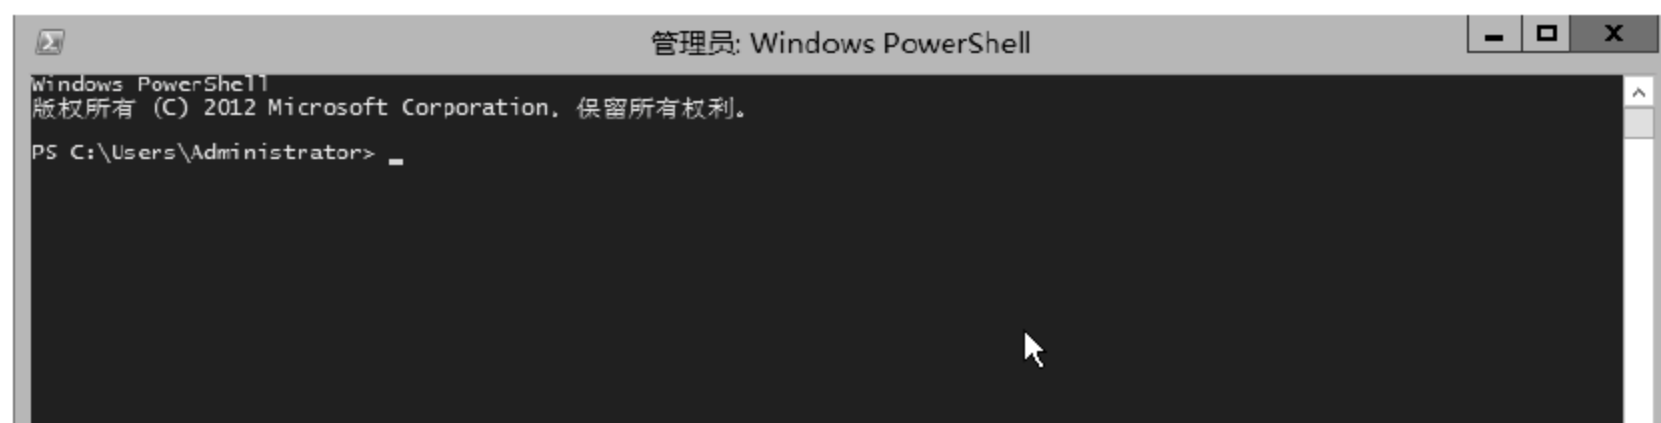 管理员: Windows PowerShell
Windows PowerShell
版权所有 (C) 2012 Microsoft Corporation. 保留所有权利。
PS C:\Users\Administrator> _